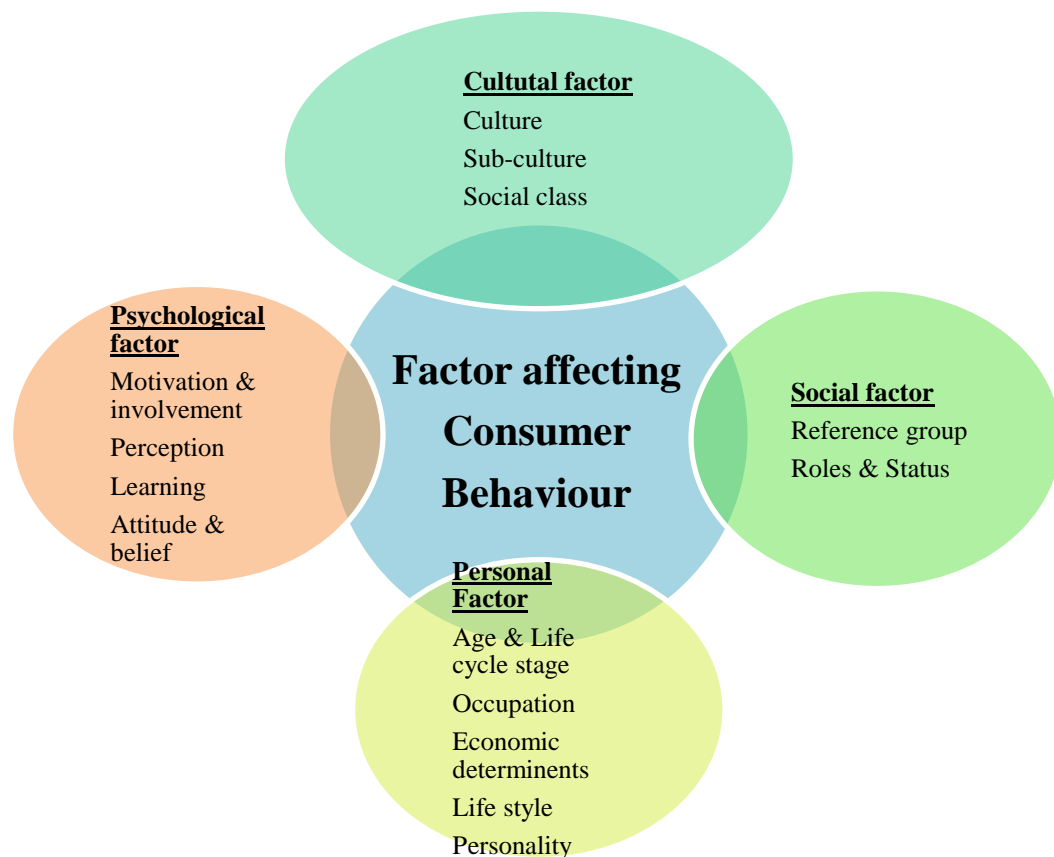 Cultutal factor
Culture
Sub-culture
Social class
Psychological
factor
Motivation &
involvement
Perception
Learning
Attitude &
belief
Factor affecting
Consumer
Behaviour
Social factor
Reference group
Roles & Status
Personal
Factor
Age & Life
cycle stage
Occupation
Economic
determinents
Life style
Personality